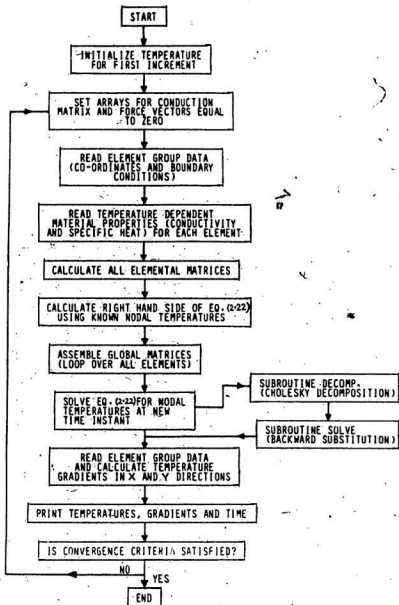 START
INITIALIZE TEMPERATURE
FOR FIRST INCREMENT
SET ARRAYS FOR CONDUCTION
MATRIX AND FORCE VECTORS EQUAL
TO ZERO
READ ELEMENT GROUP DATA
(CO-ORDINATES AND BOUNDARY
CONDITIONS)
READ TEMPERATURE DEPENDENT
MATERIAL PROPERTIES (CONDUCTIVITY
AND SPECIFIC HEAT) FOR EACH ELEMENT
CALCULATE ALL ELEMENTAL MATRICES
CALCULATE RIGHT HAND SIDE OF EQ.(2-22)
USING KNOWN NODAL TEMPERATURES
ASSEMBLE GLOBAL MATRICES
(LOOP OVER ALL ELEMENTS)
SOLVE EQ.(2-22) FOR NODAL
TEMPERATURES AT NEW
TIME INSTANT
SUBROUTINE DECOMP.
(CHOLESKY DECOMPOSITION)
SUBROUTINE SOLVE
(BACKWARD SUBSTITUTION)
READ ELEMENT GROUP DATA
AND CALCULATE TEMPERATURE
GRADIENTS IN X AND Y DIRECTIONS
PRINT TEMPERATURES, GRADIENTS AND TIME
IS CONVERGENCE CRITERIA SATISFIED?
NO
YES
END